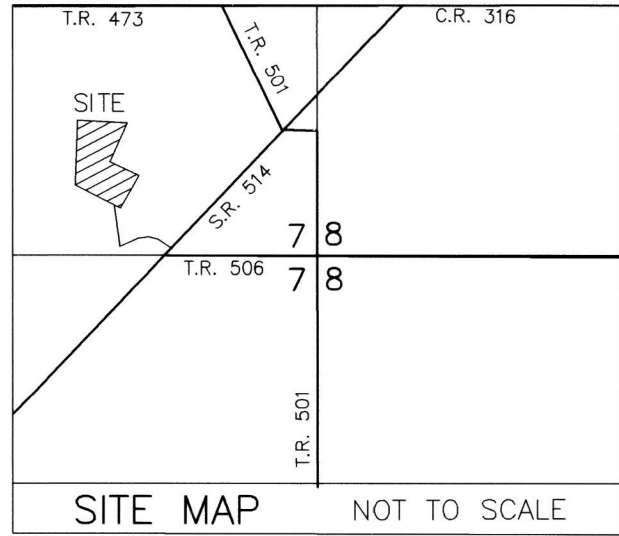 T.R. 473
C.R. 316
T.R. 501
SITE
S.R. 514
7 8
T.R. 506
7 8
T.R. 501
SITE MAP
NOT TO SCALE